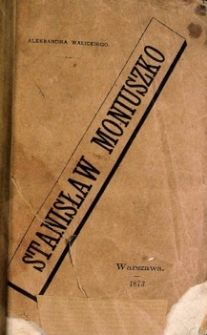 ALEKSANDRA WALICKIEGO.
STANISŁAW MONIUSZKO
Warszawa.
1873